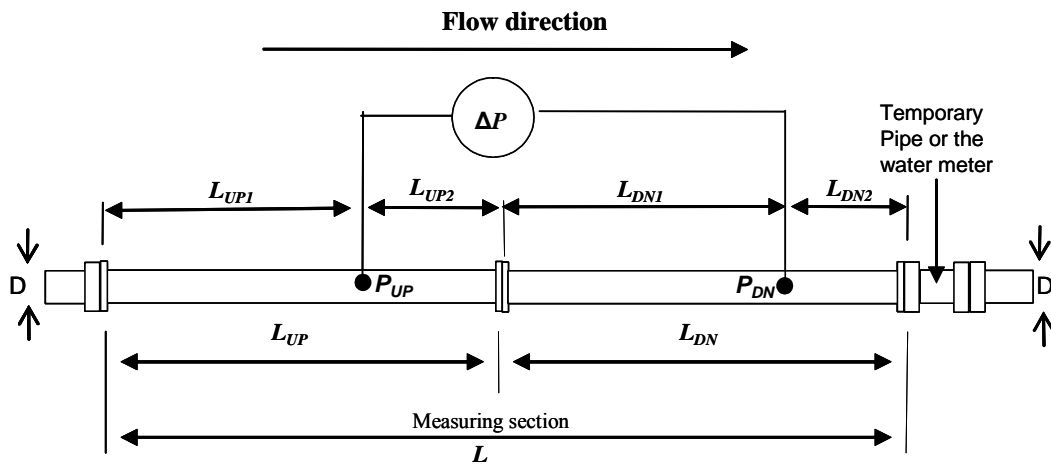 Flow direction
ΔP
Temporary
Pipe or the
water meter
L_UP1
L_UP2
L_DN1
L_DN2
D
P_UP
P_DN
D
L_UP
L_DN
Measuring section
L